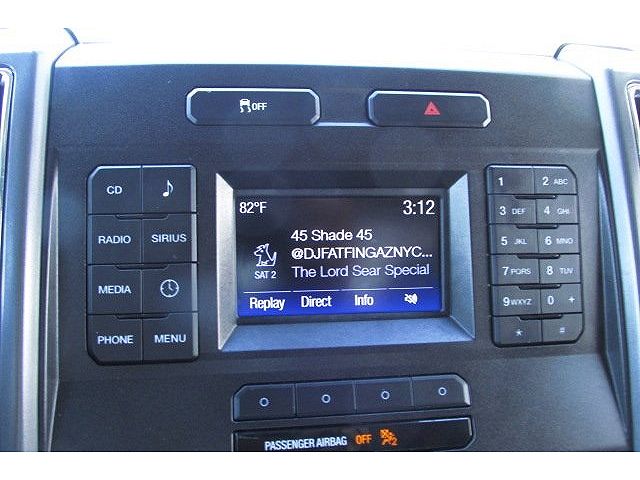 OFF
CD
RADIO SIRIUS
MEDIA
PHONE MENU
82°F 3:12
45 Shade 45
@DJFATFINGAZNYC...
SAT 2
The Lord Sear Special
Replay Direct Info
1 2 ABC
3 DEF 4 GHI
5 JKL 6 MNO
7 PQRS 8 TUV
9 WXYZ 0 +
* #
PASSENGER AIRBAG OFF 2